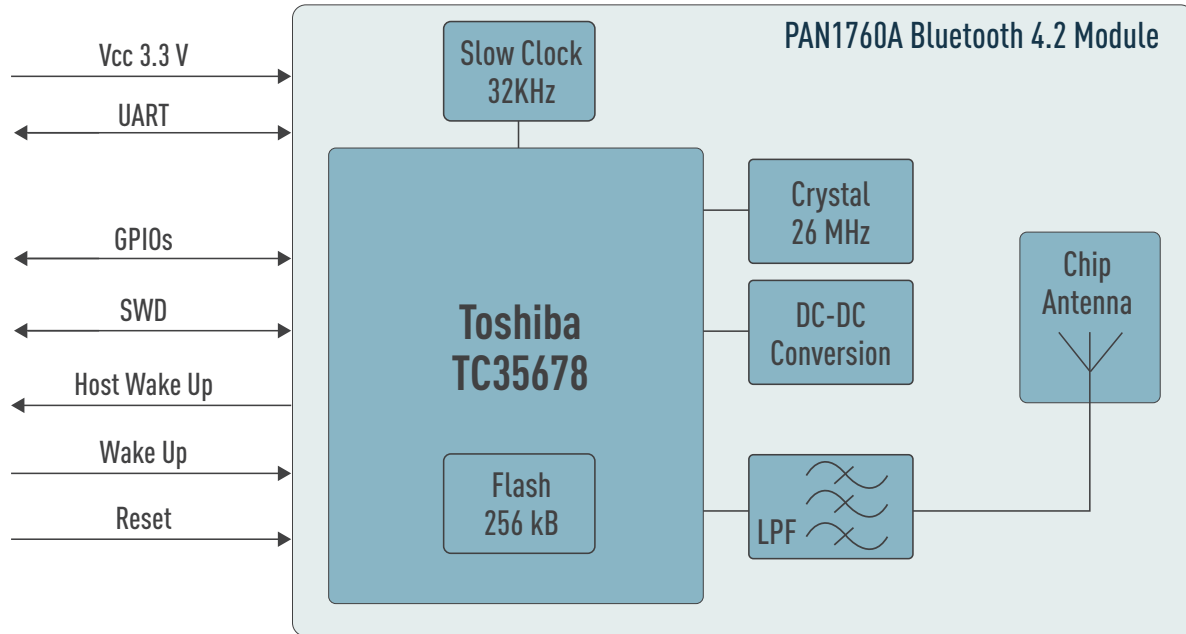 PAN1760A Bluetooth 4.2 Module
Vcc 3.3 V
UART
GPIOs
SWD
Host Wake Up
Wake Up
Reset
Slow Clock
32KHz
Toshiba
TC35678
Flash
256 kB
Crystal
26 MHz
DC-DC
Conversion
LPF
Chip
Antenna